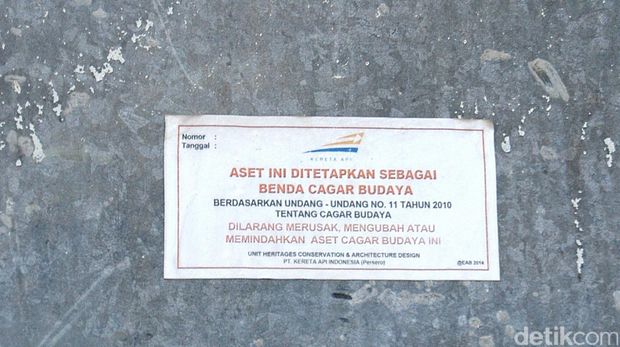 Nomor :
Tanggal :
KERETA API
ASET INI DITETAPKAN SEBAGAI
BENDA CAGAR BUDAYA
BERDASARKAN UNDANG - UNDANG NO. 11 TAHUN 2010
TENTANG CAGAR BUDAYA
DILARANG MERUSAK, MENGUBAH ATAU
MEMINDAHKAN ASET CAGAR BUDAYA INI
UNIT HERITAGES CONSERVATION & ARCHITECTURE DESIGN
PT. KERETA API INDONESIA (Persero)
@EAB 2014
detikcom